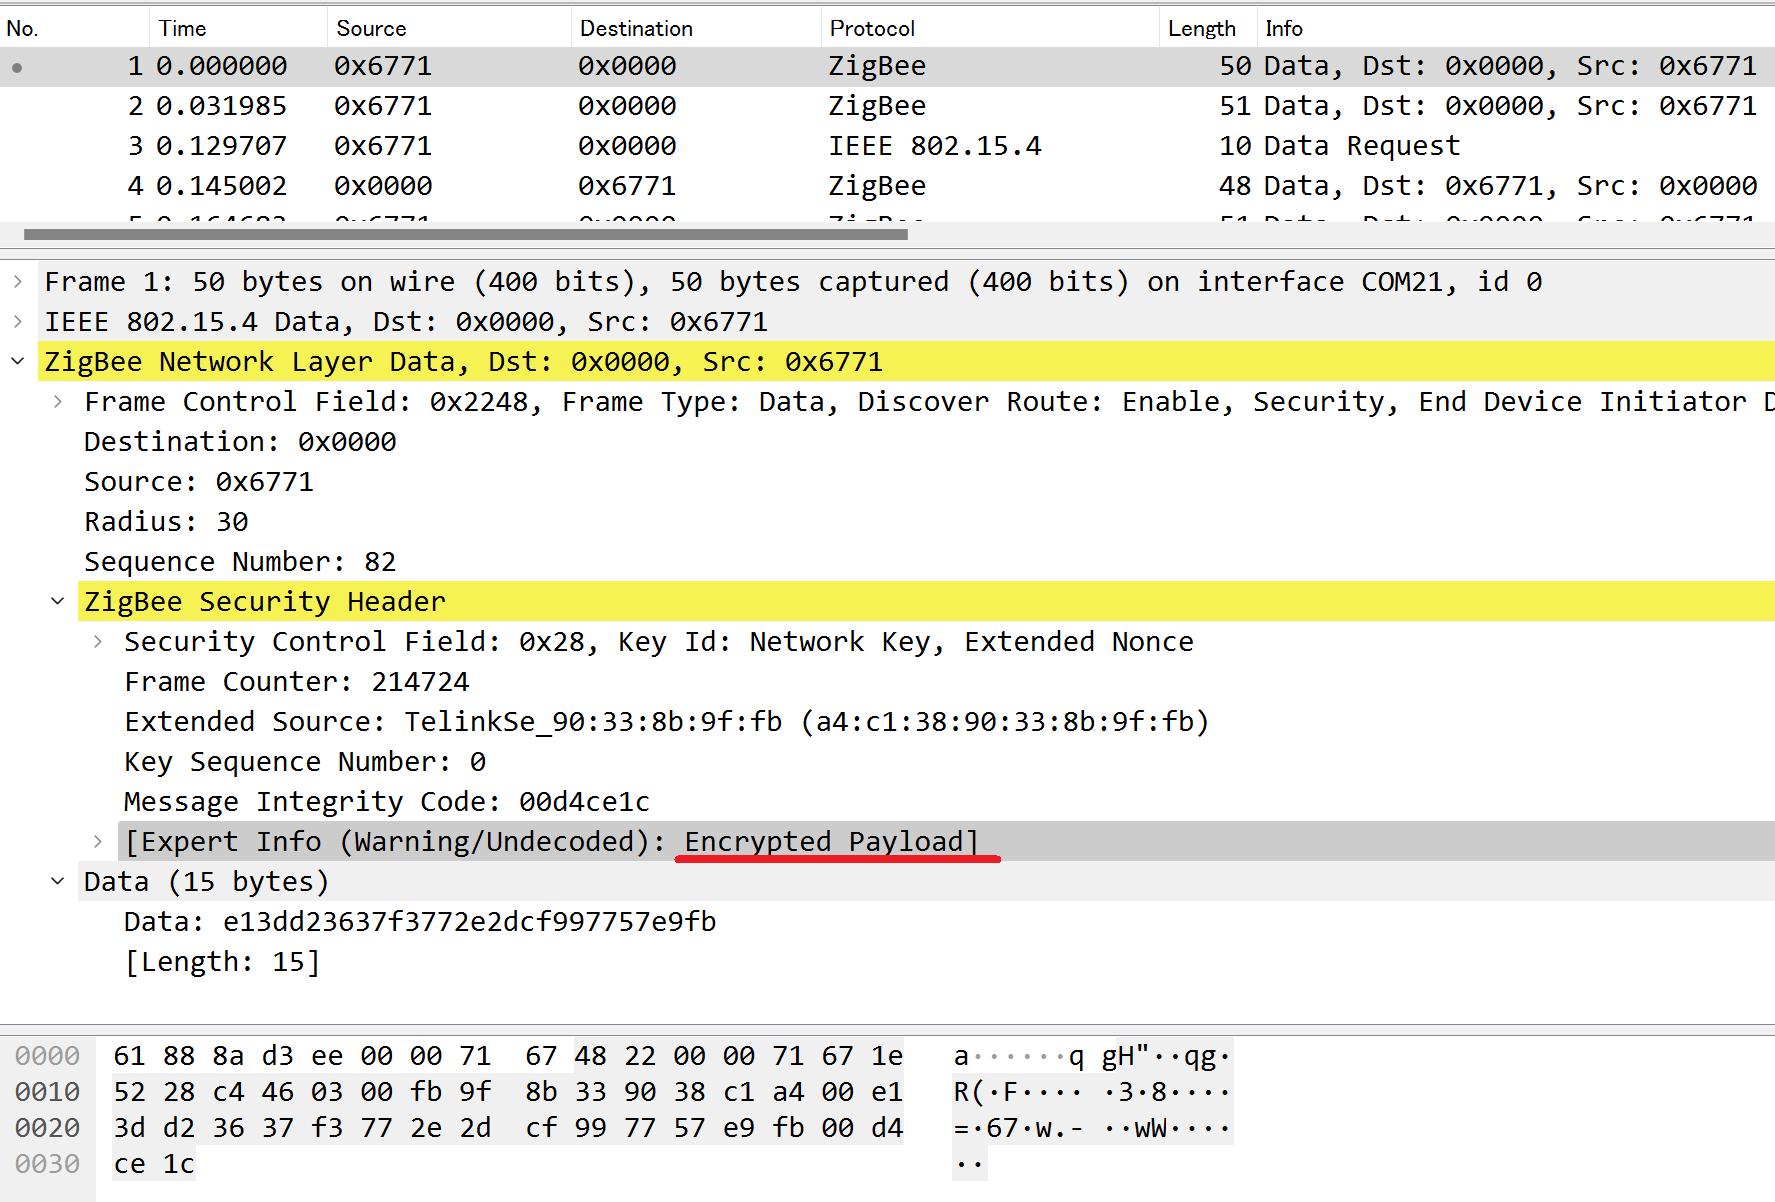 No. Time Source Destination Protocol Length Info
1 0.000000 0x6771 0x0000 ZigBee 50 Data, Dst: 0x0000, Src: 0x6771
2 0.031985 0x6771 0x0000 ZigBee 51 Data, Dst: 0x0000, Src: 0x6771
3 0.129707 0x6771 0x0000 IEEE 802.15.4 10 Data Request
4 0.145002 0x0000 0x6771 ZigBee 48 Data, Dst: 0x6771, Src: 0x0000
Frame 1: 50 bytes on wire (400 bits), 50 bytes captured (400 bits) on interface COM21, id 0
IEEE 802.15.4 Data, Dst: 0x0000, Src: 0x6771
ZigBee Network Layer Data, Dst: 0x0000, Src: 0x6771
Frame Control Field: 0x2248, Frame Type: Data, Discover Route: Enable, Security, End Device Initiator D
Destination: 0x0000
Source: 0x6771
Radius: 30
Sequence Number: 82
ZigBee Security Header
Security Control Field: 0x28, Key Id: Network Key, Extended Nonce
Frame Counter: 214724
Extended Source: TelinkSe_90:33:8b:9f:fb (a4:c1:38:90:33:8b:9f:fb)
Key Sequence Number: 0
Message Integrity Code: 00d4ce1c
[Expert Info (Warning/Undecoded): Encrypted Payload]
Data (15 bytes)
Data: e13dd23637f3772e2dcf997757e9fb
[Length: 15]
0000 61 88 8a d3 ee 00 00 71 67 48 22 00 00 71 67 1e a······q gH"··qg·
0010 52 28 c4 46 03 00 fb 9f 8b 33 90 38 c1 a4 00 e1 R(·F···· ·3·8····
0020 3d d2 36 37 f3 77 2e 2d cf 99 77 57 e9 fb 00 d4 =·67·w.- ··wW····
0030 ce 1c ··